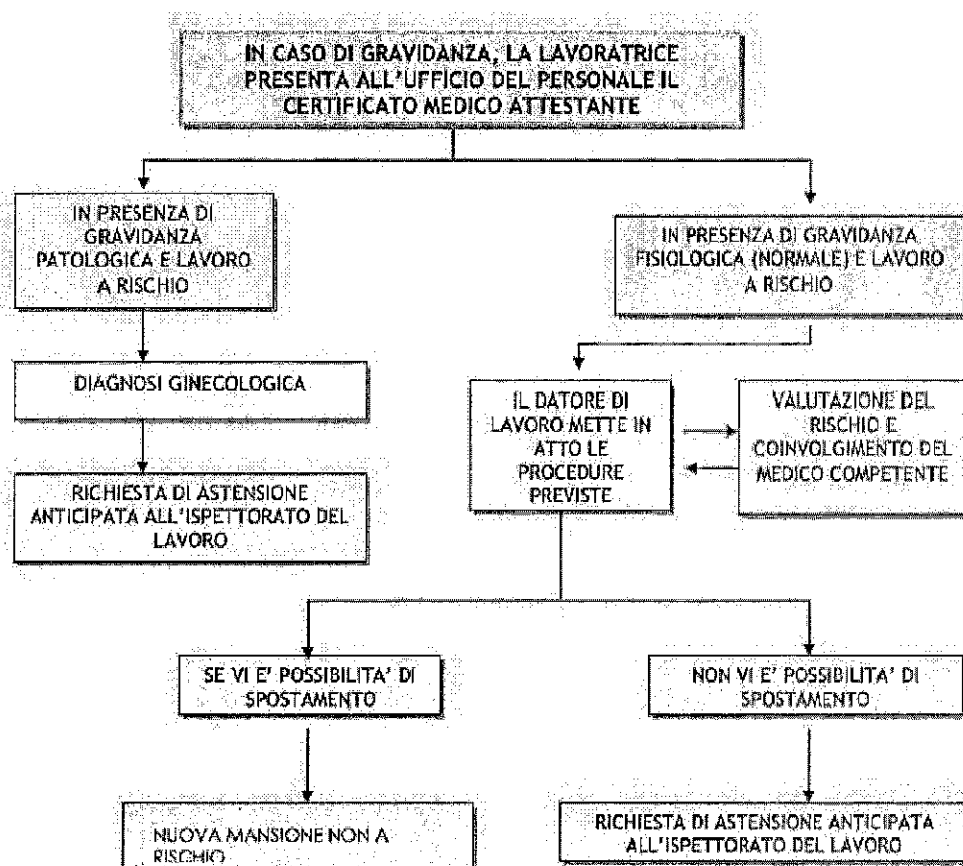 IN CASO DI GRAVIDANZA, LA LAVORATRICE
PRESENTA ALL'UFFICIO DEL PERSONALE IL
CERTIFICATO MEDICO ATTESTANTE
IN PRESENZA DI
GRAVIDANZA
PATOLOGICA E LAVORO
A RISCHIO
IN PRESENZA DI GRAVIDANZA
FISIOLOGICA (NORMALE) E LAVORO
A RISCHIO
DIAGNOSI GINECOLOGICA
IL DATORE DI
LAVORO METTE IN
ATTO LE
PROCEDURE
PREVISTE
VALUTAZIONE DEL
RISCHIO E
COINVOLGIMENTO DEL
MEDICO COMPETENTE
RICHIESTA DI ASTENSIONE
ANTICIPATA ALL'ISPETTORATO DEL
LAVORO
SE VI E' POSSIBILITA' DI
SPOSTAMENTO
NON VI E' POSSIBILITA' DI
SPOSTAMENTO
NUOVA MANSIONE NON A
RISCHIO
RICHIESTA DI ASTENSIONE ANTICIPATA
ALL'ISPETTORATO DEL LAVORO